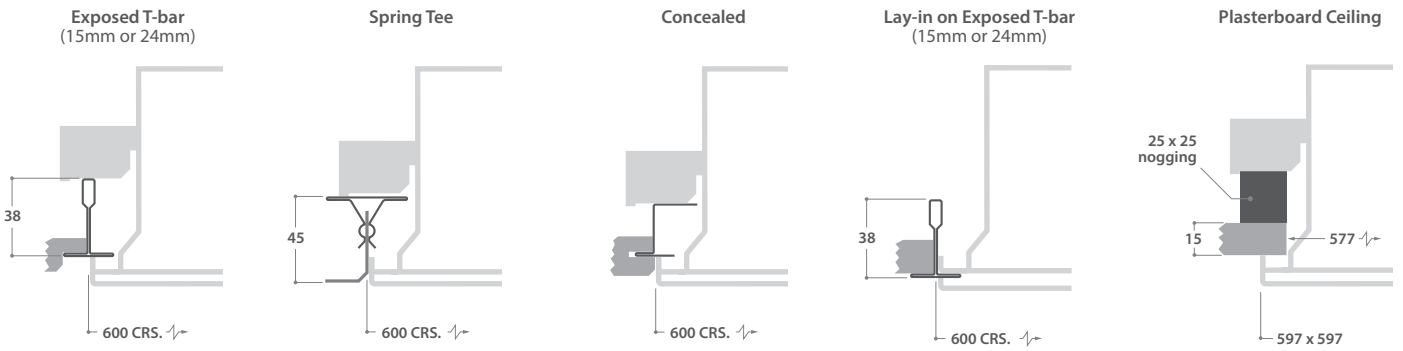 Exposed T-bar
(15mm or 24mm)
38
600 CRS.
Spring Tee
45
600 CRS.
Concealed
600 CRS.
Lay-in on Exposed T-bar
(15mm or 24mm)
38
600 CRS.
Plasterboard Ceiling
25 x 25
nogging
15
577
597 x 597